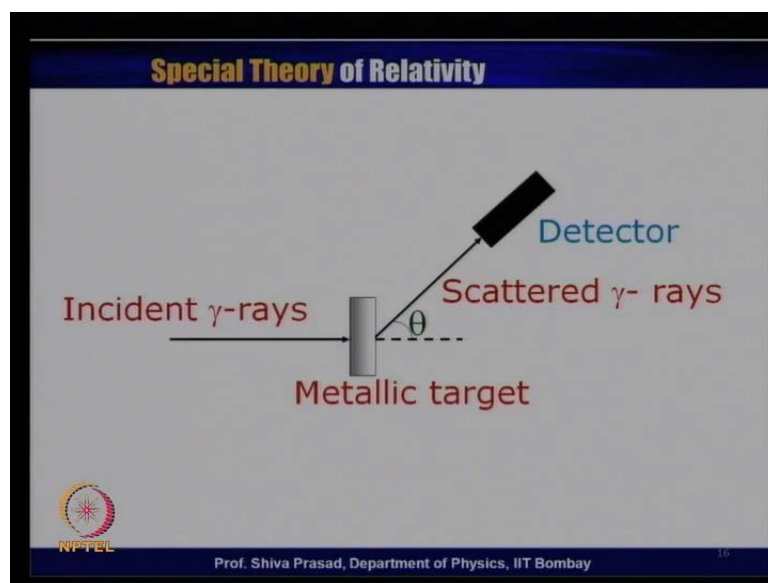 Special Theory of Relativity
Detector
Scattered γ- rays
Incident γ-rays
θ
Metallic target
NPTEL
Prof. Shiva Prasad, Department of Physics, IIT Bombay
16